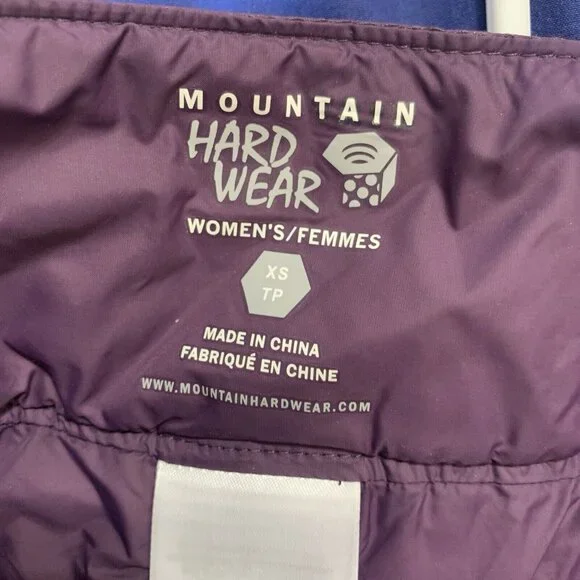 MOUNTAIN
HARD
WEAR
WOMEN'S/FEMMES
XS
TP
MADE IN CHINA
FABRIQUÉ EN CHINE
WWW.MOUNTAINHARDWEAR.COM